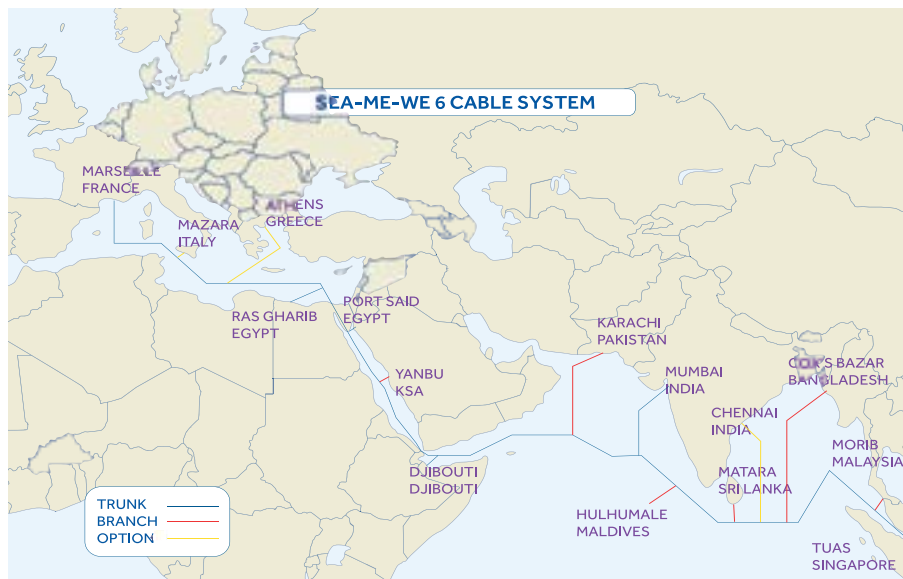 SEA-ME-WE 6 CABLE SYSTEM
MARSEILLE
FRANCE
MAZARA
ITALY
ATHENS
GREECE
RAS GHARIB
EGYPT
PORT SAID
EGYPT
YANBU
KSA
KARACHI
PAKISTAN
MUMBAI
INDIA
COX'S BAZAR
BANGLADESH
CHENNAI
INDIA
MORIB
MALAYSIA
DJIBOUTI
DJIBOUTI
MATARA
SRI LANKA
HULHUMALE
MALDIVES
TUAS
SINGAPORE
TRUNK
BRANCH
OPTION